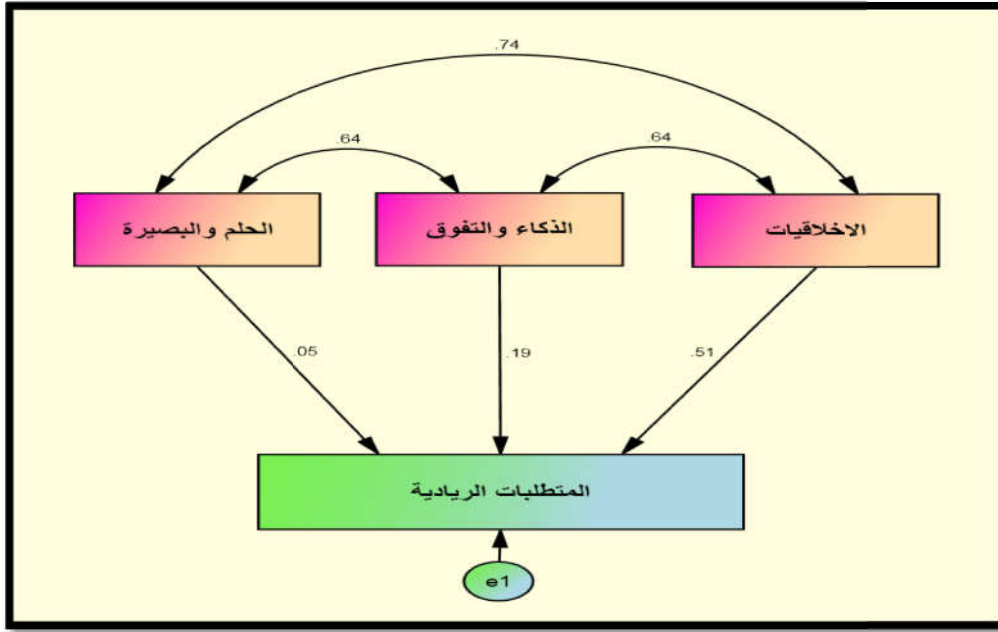 .74
.64
.64
الحلم والبصيرة
الذكاء والتفوق
الاخلاقيات
.05
.19
.51
المتطلبات الريادية
e1